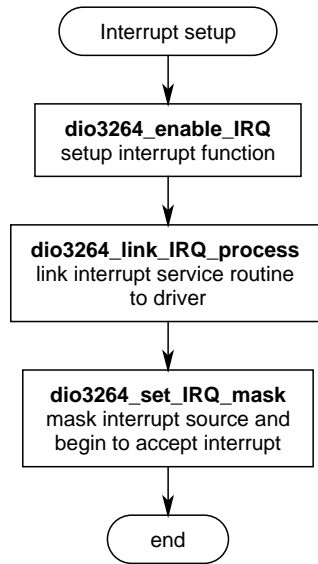 Interrupt setup
dio3264_enable_IRQ
setup interrupt function
dio3264_link_IRQ_process
link interrupt service routine
to driver
dio3264_set_IRQ_mask
mask interrupt source and
begin to accept interrupt
end